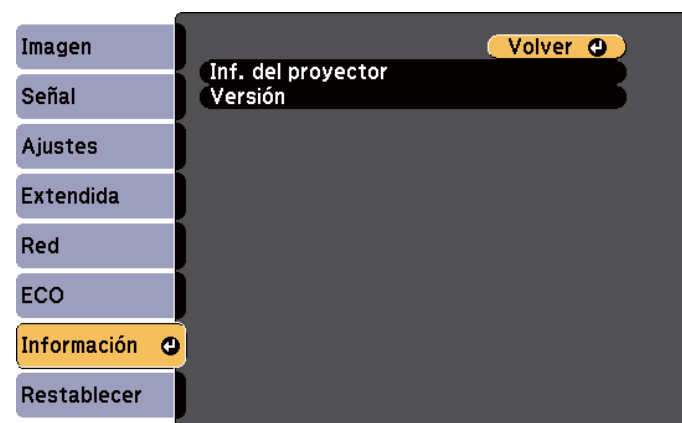 Imagen
Señal
Ajustes
Extendida
Red
ECO
Información
Restablecer
Volver
Inf. del proyector
Versión